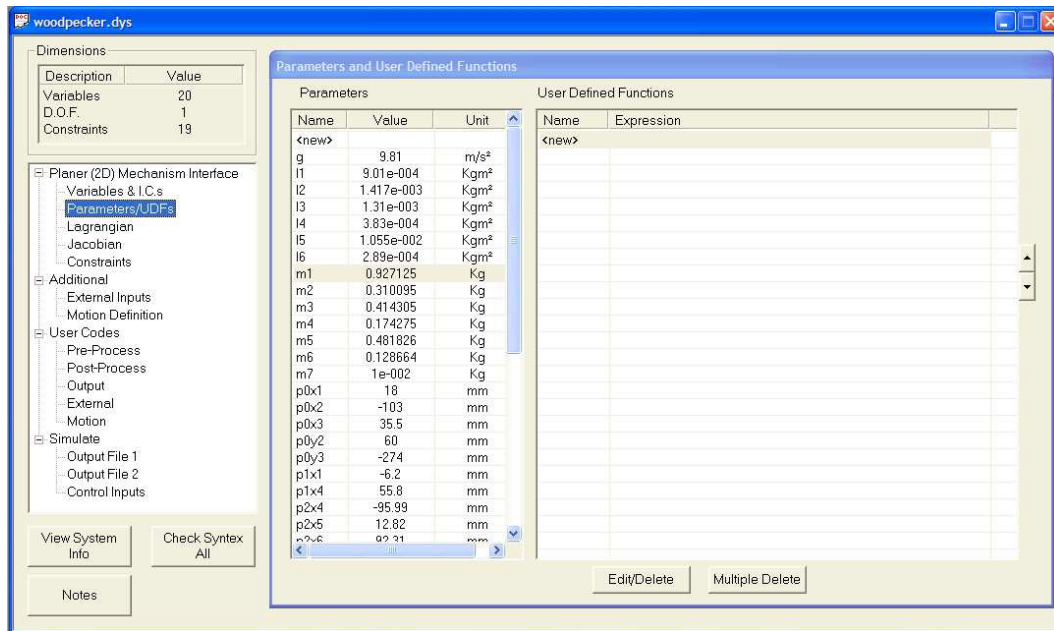 woodpecker.dys
Dimensions
Description Value
Variables 20
D.O.F. 1
Constraints 19
Planer (2D) Mechanism Interface
Variables & I.C.s
Parameters/UDFs
Lagrangian
Jacobian
Constraints
Additional
External Inputs
Motion Definition
User Codes
Pre-Process
Post-Process
Output
External
Motion
Simulate
Output File 1
Output File 2
Control Inputs
View System Info
Check Syntex All
Notes
Parameters and User Defined Functions
Parameters
Name Value Unit
<new>
g 9.81 m/s²
I1 9.01e-004 Kgm²
I2 1.417e-003 Kgm²
I3 1.31e-003 Kgm²
I4 3.83e-004 Kgm²
I5 1.055e-002 Kgm²
I6 2.89e-004 Kgm²
m1 0.927125 Kg
m2 0.310095 Kg
m3 0.414305 Kg
m4 0.174275 Kg
m5 0.481826 Kg
m6 0.128664 Kg
m7 1e-002 Kg
p0x1 18 mm
p0x2 -103 mm
p0x3 35.5 mm
p0y2 60 mm
p0y3 -274 mm
p1x1 -6.2 mm
p1x4 55.8 mm
p2x4 -95.99 mm
p2x5 12.82 mm
p2x6 92.31 mm
User Defined Functions
Name Expression
<new>
Edit/Delete
Multiple Delete